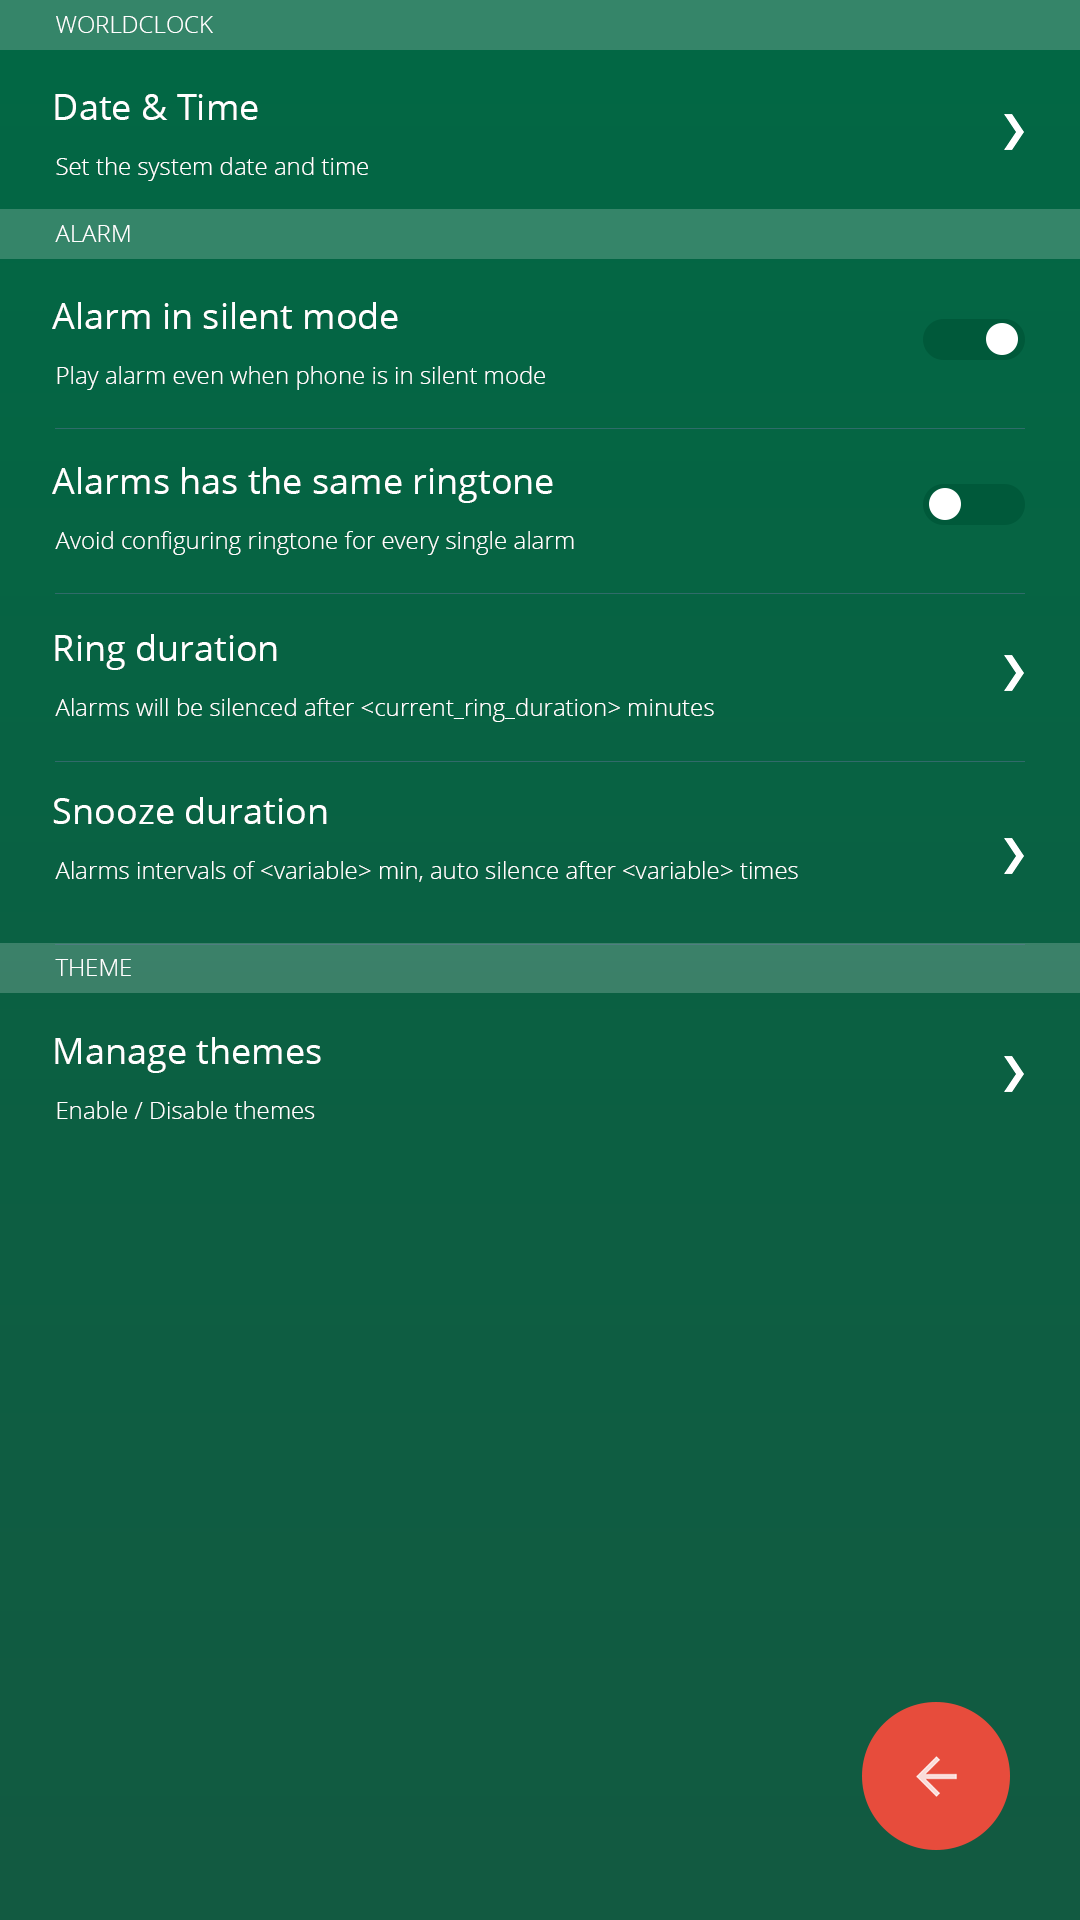 WORLDCLOCK
Date & Time
Set the system date and time
ALARM
Alarm in silent mode
Play alarm even when phone is in silent mode
Alarms has the same ringtone
Avoid configuring ringtone for every single alarm
Ring duration
Alarms will be silenced after <current_ring_duration> minutes
Snooze duration
Alarms intervals of <variable> min, auto silence after <variable> times
THEME
Manage themes
Enable / Disable themes